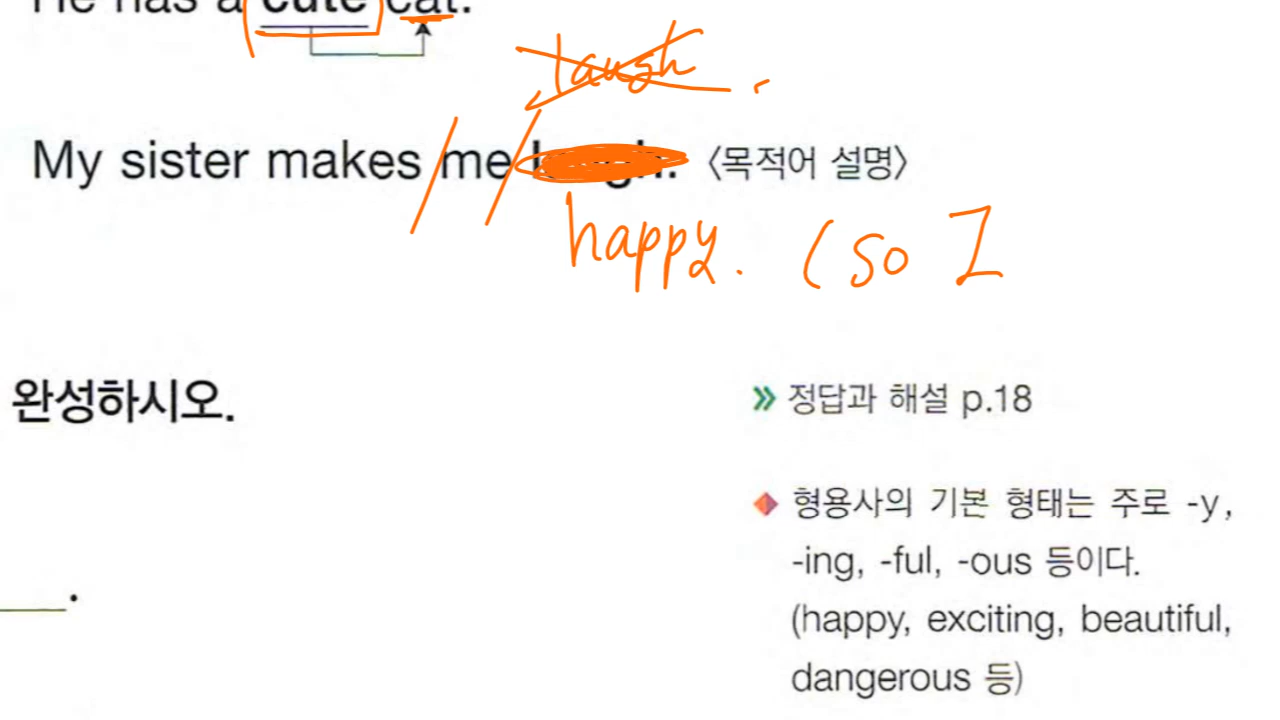 He has a cute cat.
laugh .
My sister makes me laugh. 〈목적어 설명〉
happy. (so I
완성하시오.
» 정답과 해설 p.18
형용사의 기본 형태는 주로 -y,
-ing, -ful, -ous 등이다.
.
(happy, exciting, beautiful,
dangerous 등)